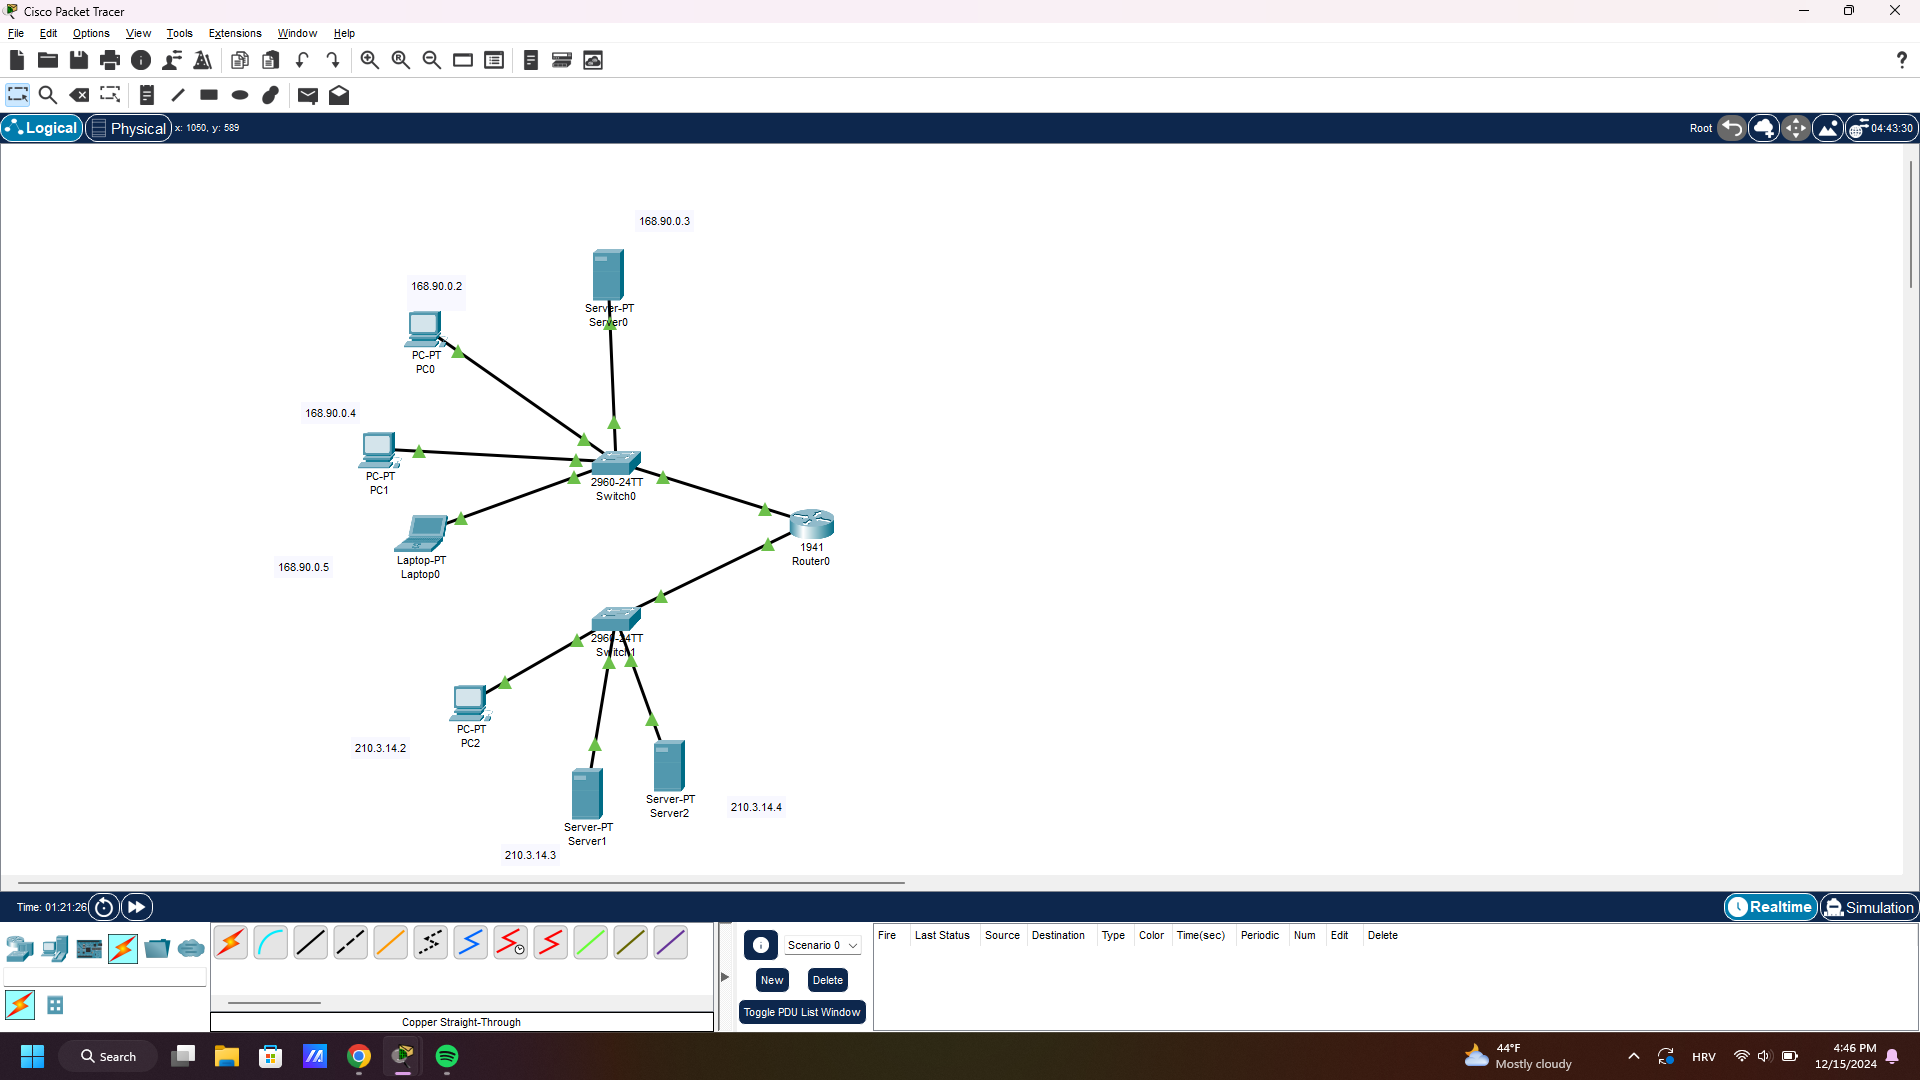 Cisco Packet Tracer
File Edit Options View Tools Extensions Window Help
Logical Physical x: 1050, y: 589 Root 04:43:30
168.90.0.3
168.90.0.2
Server-PT
Server0
PC-PT
PC0
168.90.0.4
PC-PT
PC1
2960-24TT
Switch0
1941
Router0
Laptop-PT
Laptop0
168.90.0.5
2960-24TT
Switch1
PC-PT
PC2
210.3.14.2
Server-PT
Server2
210.3.14.4
Server-PT
Server1
210.3.14.3
Time: 01:21:26 Realtime Simulation
Scenario 0
New Delete
Toggle PDU List Window
Fire Last Status Source Destination Type Color Time(sec) Periodic Num Edit Delete
Copper Straight-Through
Search
44°F
Mostly cloudy
HRV
4:46 PM
12/15/2024